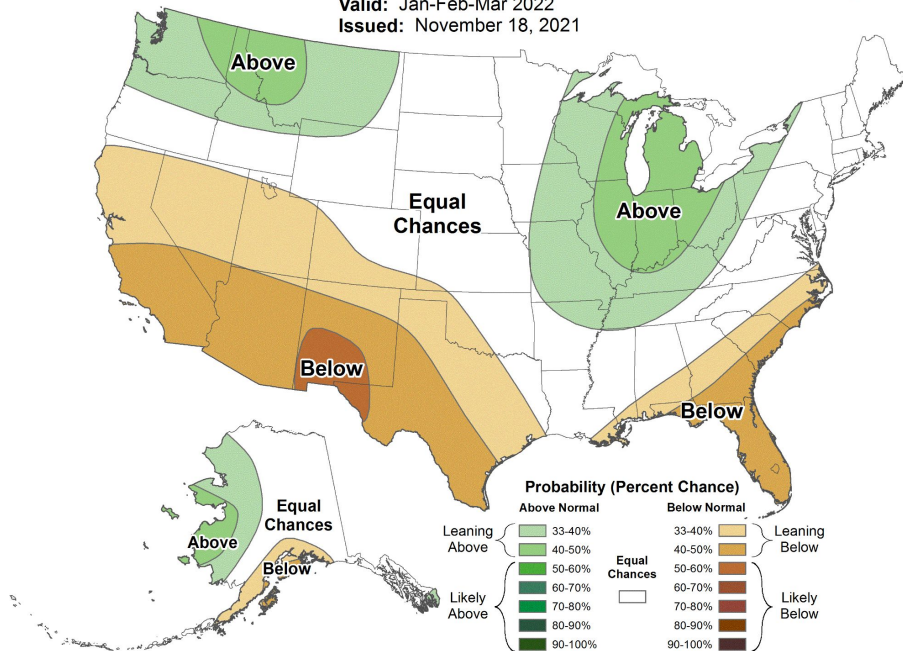 Valid: Jan-Feb-Mar 2022
Issued: November 18, 2021
Above
Equal
Chances
Above
Below
Below
Equal
Chances
Above
Below
Probability (Percent Chance)
Above Normal
Below Normal
Leaning
Above
33-40%
40-50%
50-60%
60-70%
70-80%
80-90%
90-100%
Likely
Above
Equal
Chances
33-40%
40-50%
50-60%
60-70%
70-80%
80-90%
90-100%
Leaning
Below
Likely
Below